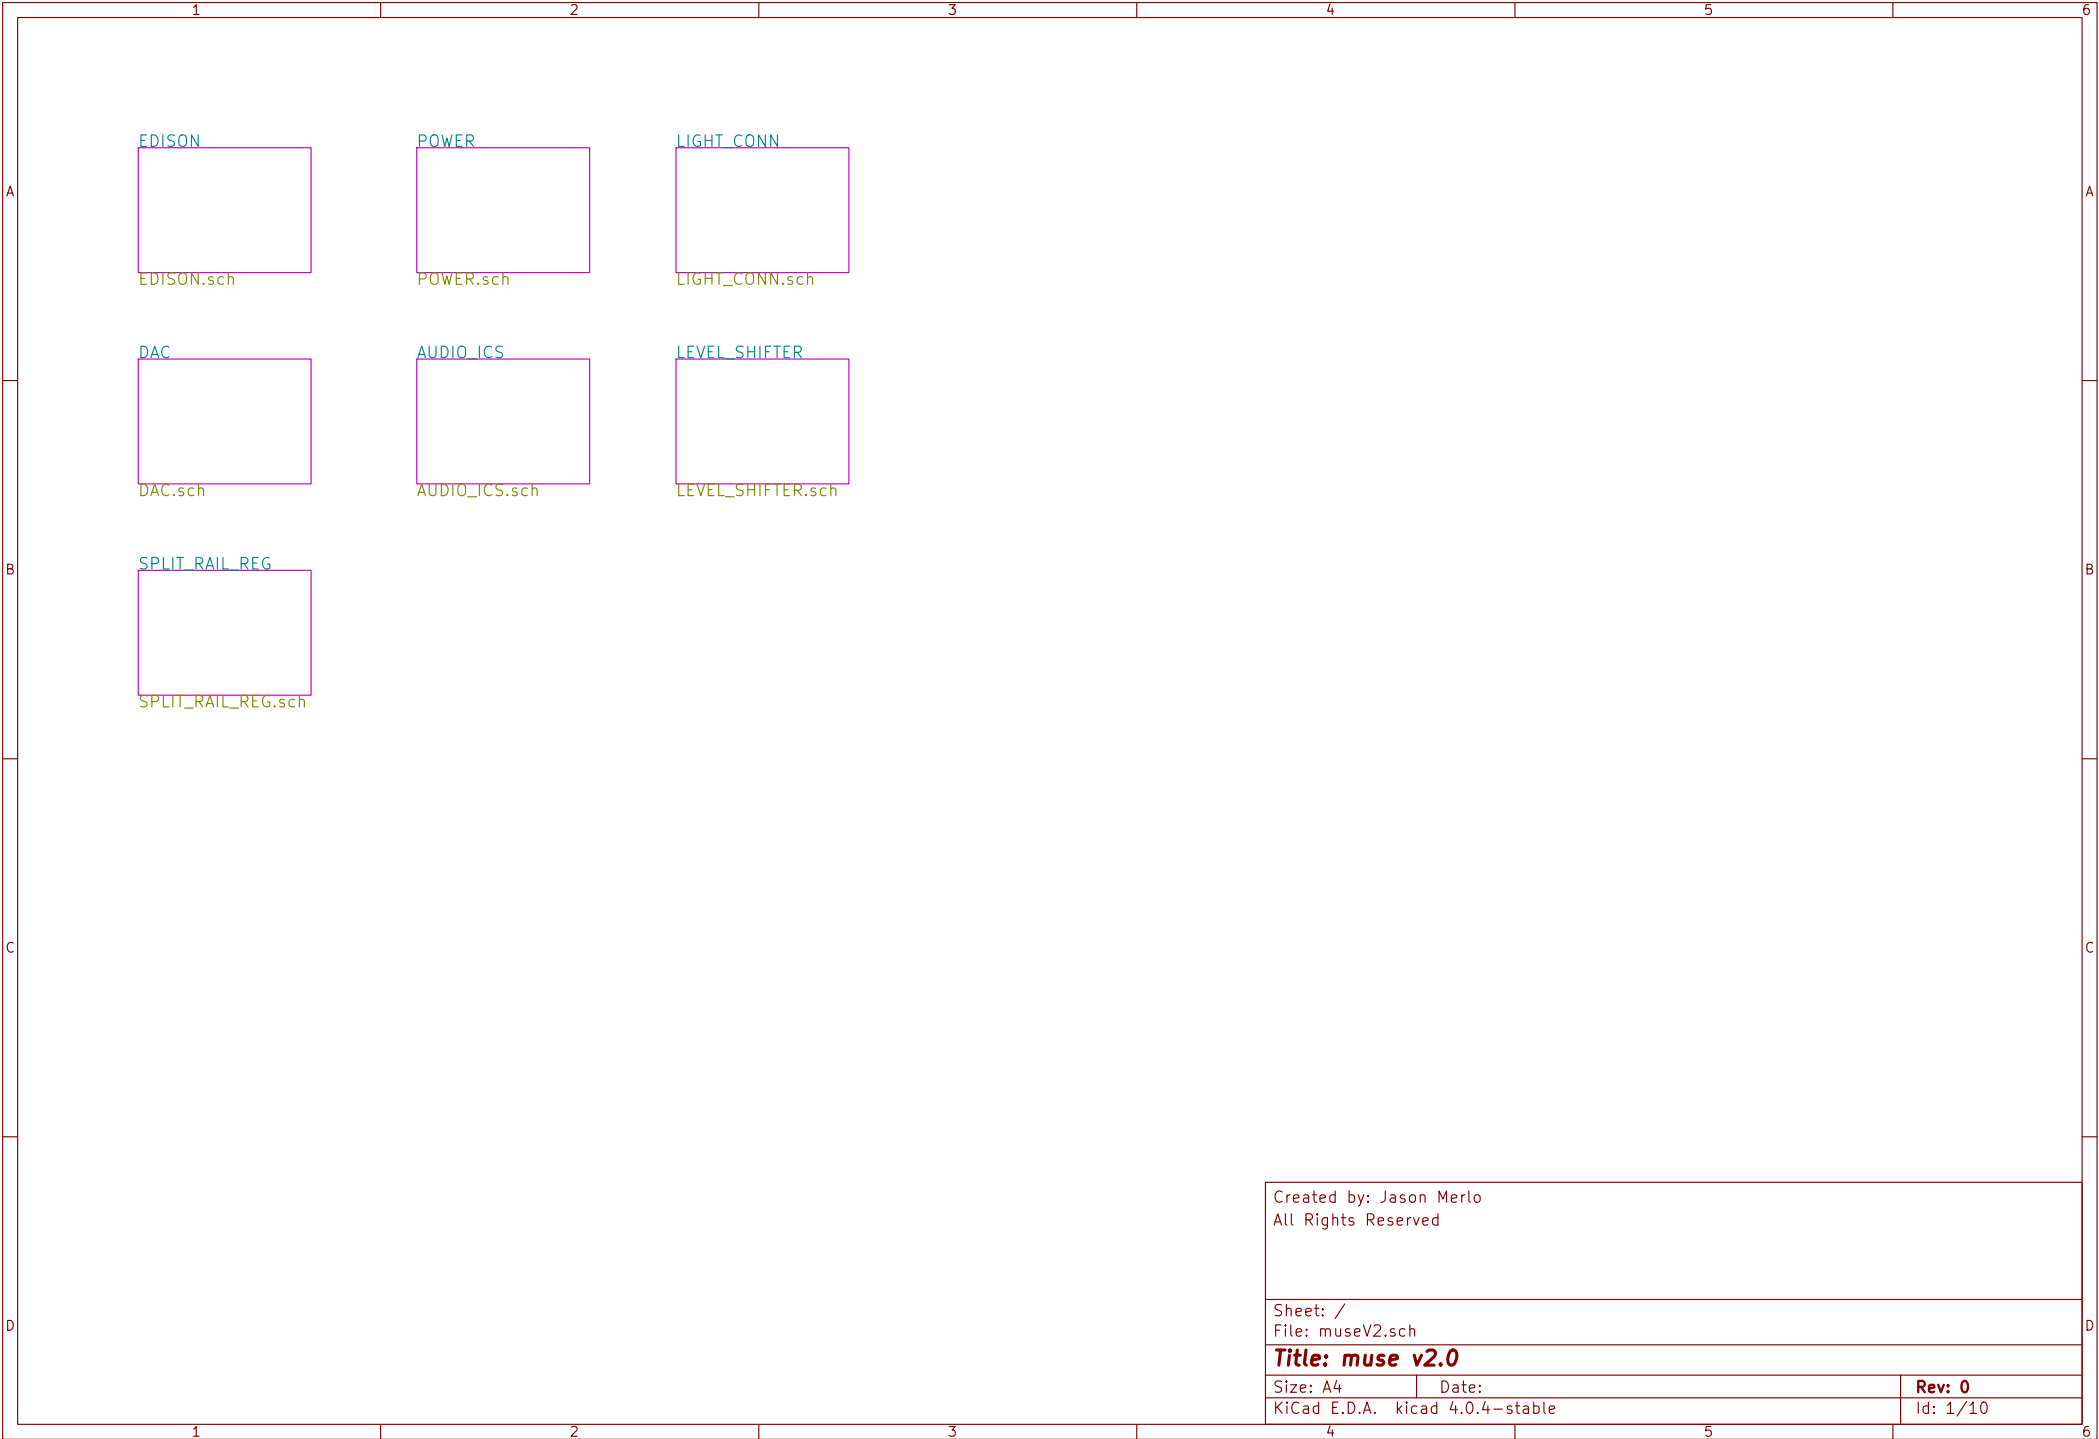 1 2 3 4 5 6
EDISON POWER LIGHT_CONN
A A
EDISON.sch POWER.sch LIGHT_CONN.sch
DAC AUDIO_ICS LEVEL_SHIFTER
DAC.sch AUDIO_ICS.sch LEVEL_SHIFTER.sch
SPLIT_RAIL_REG
B B
SPLIT_RAIL_REG.sch
C C
Created by: Jason Merlo
All Rights Reserved
Sheet: /
D D
File: museV2.sch
Title: muse v2.0
Size: A4 Date: Rev: 0
KiCad E.D.A. kicad 4.0.4-stable Id: 1/10
1 2 3 4 5 6